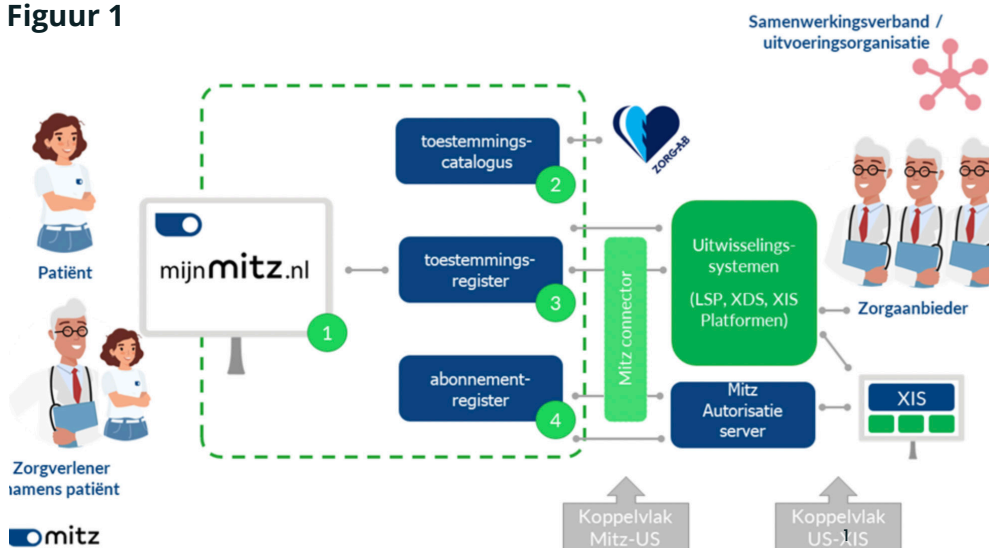 Figuur 1
Samenwerkingsverband /
uitvoeringsorganisatie
toestemmings-
catalogus
2
ZORG-AB
Patiënt
mijnmitz.nl
1
toestemmings-
register
3
Mitz connector
Uitwisselings-
systemen
(LSP, XDS, XIS
Platformen)
Zorgaanbieder
abonnement-
register
4
Mitz
Autorisatie
server
XIS
Zorgverlener
namens patiënt
mitz
Koppelvlak
Mitz-US
Koppelvlak
US-XIS
1